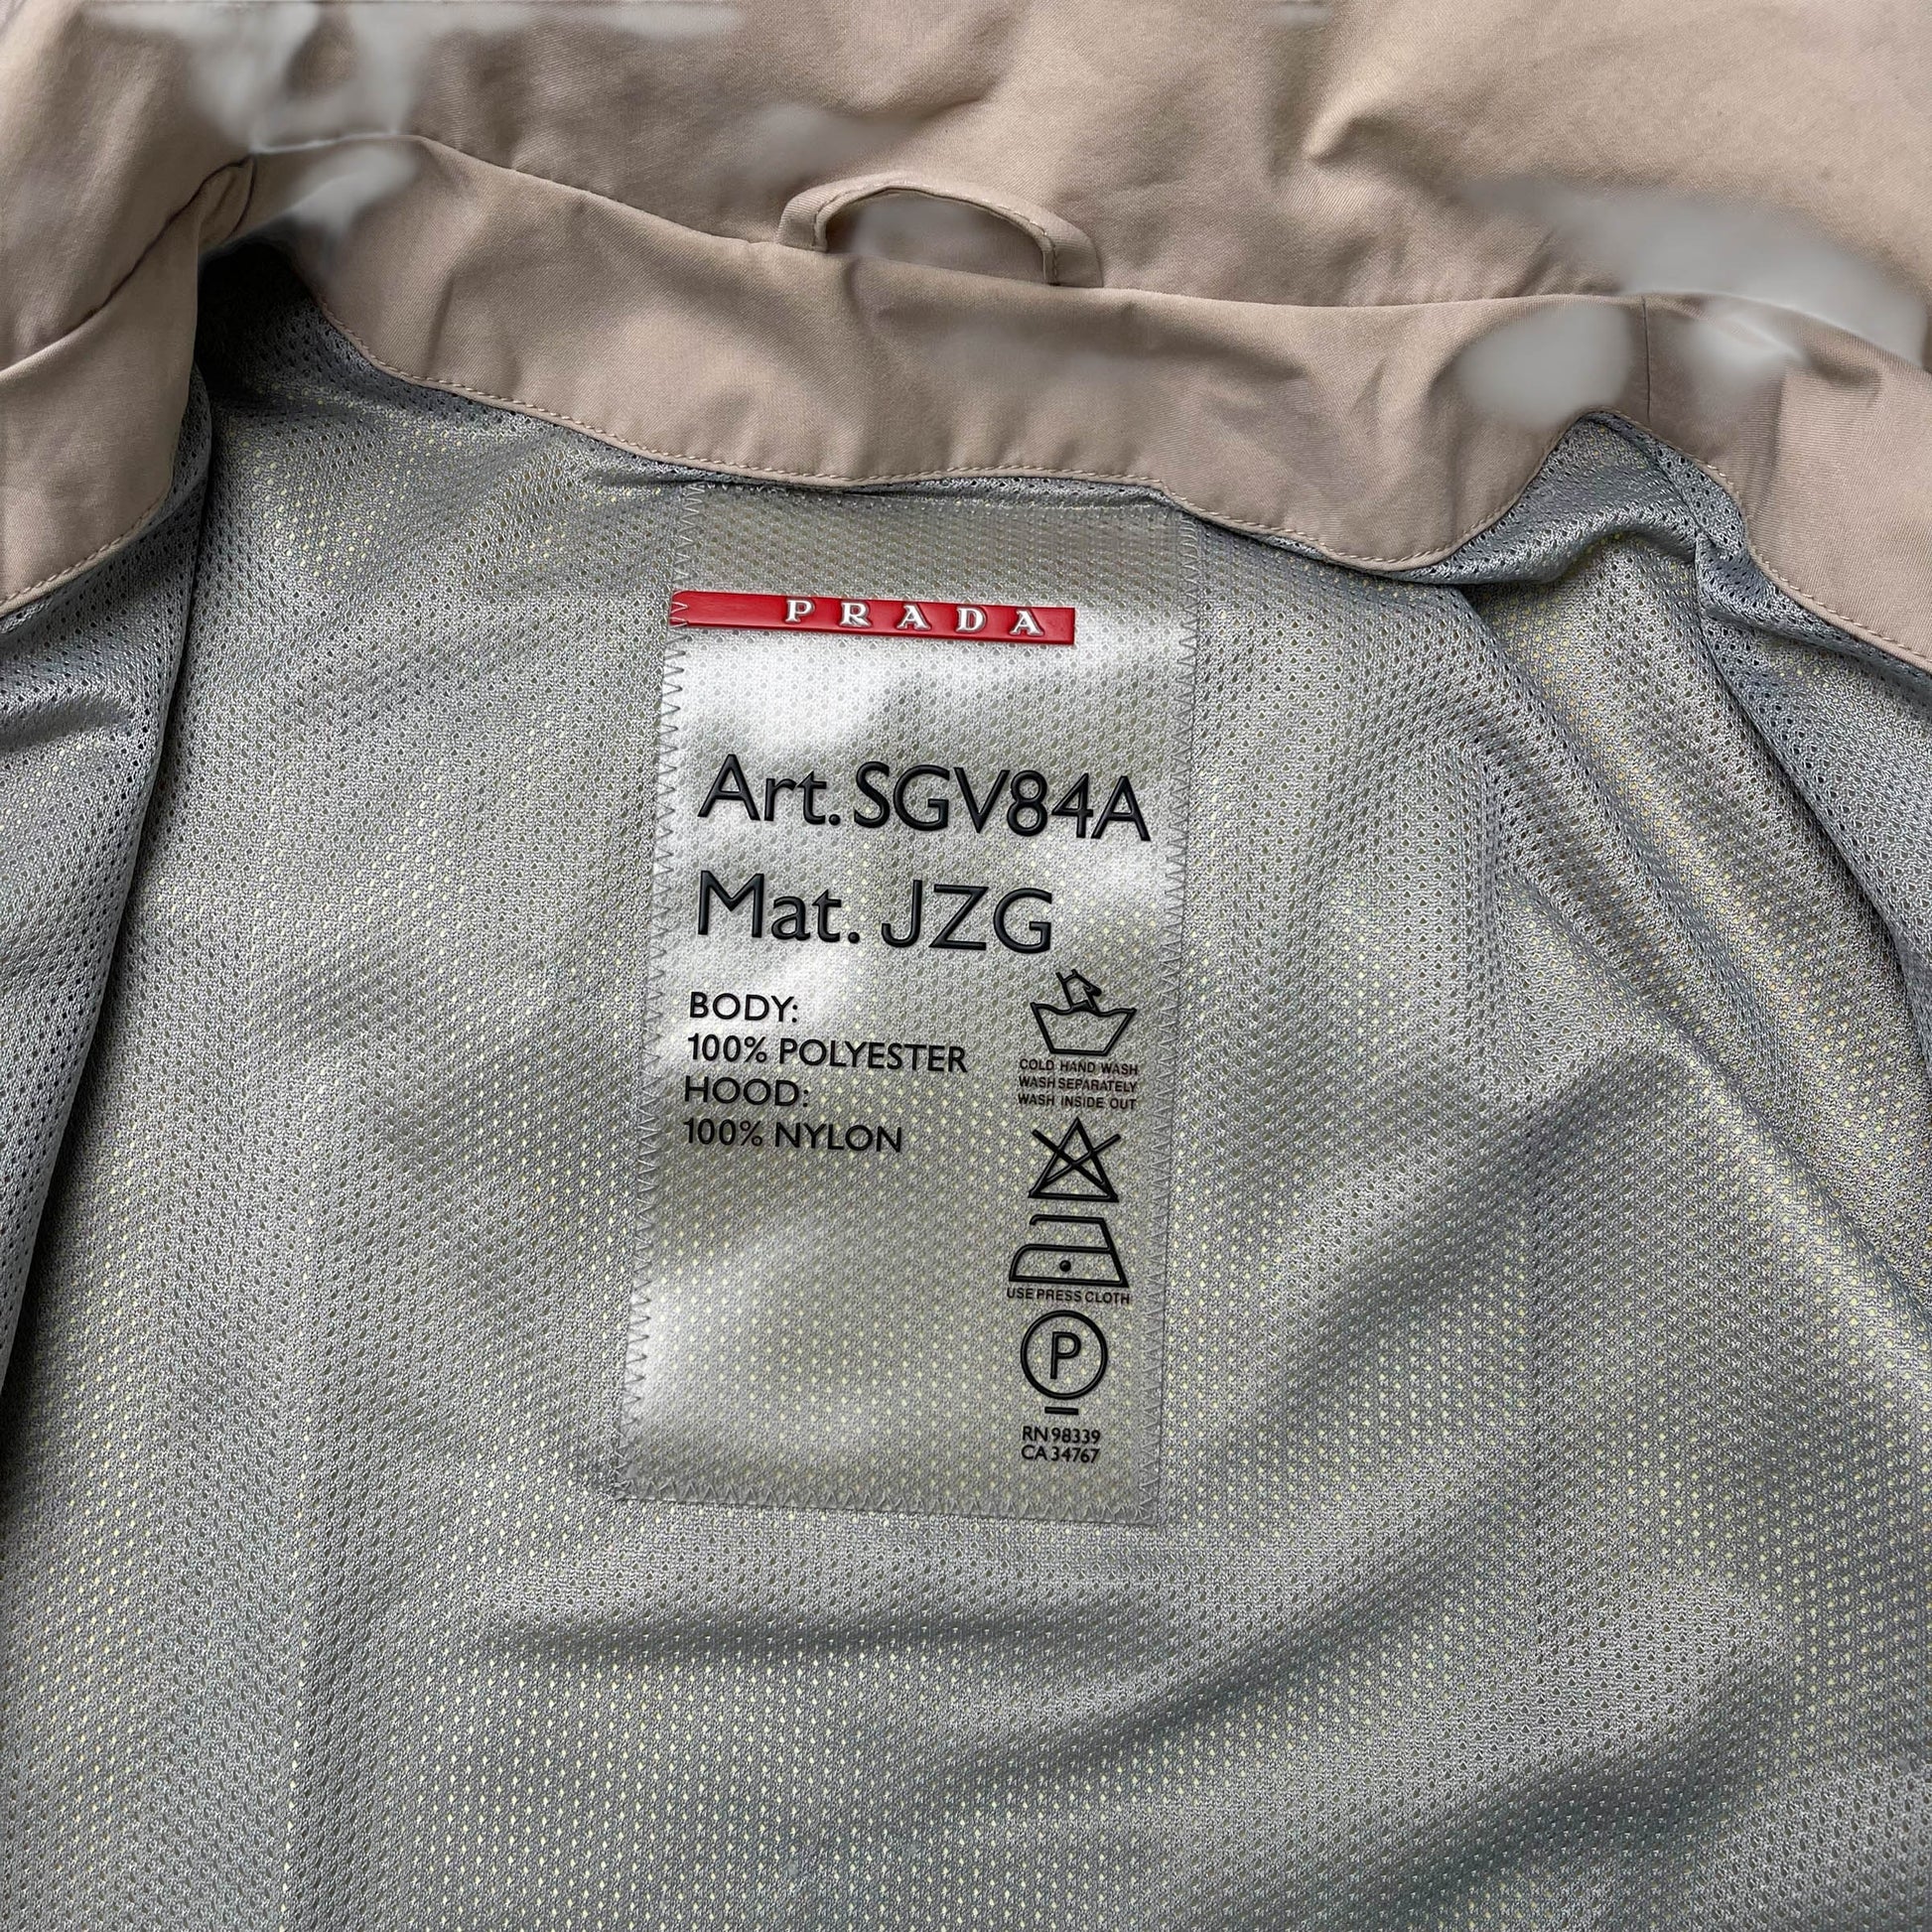 PRADA
Art. SGV84A
Mat. JZG
BODY:
100% POLYESTER
HOOD:
100% NYLON
COLD HAND WASH
WASH SEPARATELY
WASH INSIDE OUT
USE PRESS CLOTH
P
RN 98339
CA 34767